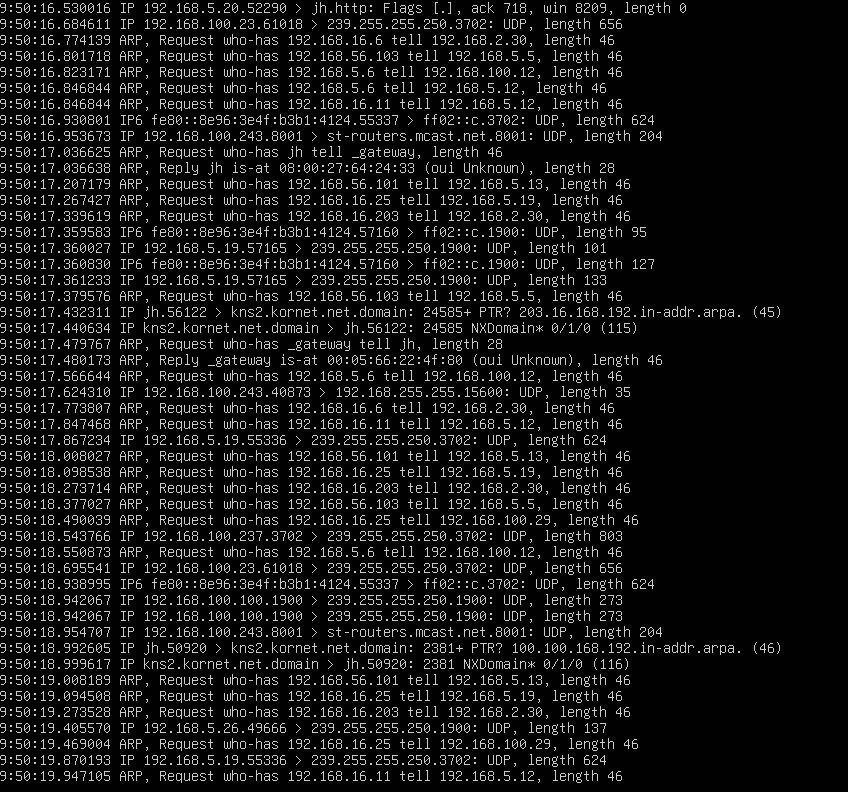 9:50:16.530016 IP 192.168.5.20.52290 > jh.http: Flags [.], ack 718, win 8209, length 0
9:50:16.684611 IP 192.168.100.23.61018 > 239.255.255.250.3702: UDP, length 656
9:50:16.774139 ARP, Request who-has 192.168.16.6 tell 192.168.2.30, length 46
9:50:16.801718 ARP, Request who-has 192.168.56.103 tell 192.168.5.5, length 46
9:50:16.823171 ARP, Request who-has 192.168.5.6 tell 192.168.100.12, length 46
9:50:16.846844 ARP, Request who-has 192.168.5.6 tell 192.168.5.12, length 46
9:50:16.846844 ARP, Request who-has 192.168.16.11 tell 192.168.5.12, length 46
9:50:16.930801 IP6 fe80::8e96:3e4f:b3b1:4124.55337 > ff02::c.3702: UDP, length 624
9:50:16.953673 IP 192.168.100.243.8001 > st-routers.mcast.net.8001: UDP, length 204
9:50:17.036625 ARP, Request who-has jh tell _gateway, length 46
9:50:17.036638 ARP, Reply jh is-at 08:00:27:64:24:33 (oui Unknown), length 28
9:50:17.207179 ARP, Request who-has 192.168.56.101 tell 192.168.5.13, length 46
9:50:17.267427 ARP, Request who-has 192.168.16.25 tell 192.168.5.19, length 46
9:50:17.339619 ARP, Request who-has 192.168.16.203 tell 192.168.2.30, length 46
9:50:17.359583 IP6 fe80::8e96:3e4f:b3b1:4124.57160 > ff02::c.1900: UDP, length 95
9:50:17.360027 IP 192.168.5.19.57165 > 239.255.255.250.1900: UDP, length 101
9:50:17.360830 IP6 fe80::8e96:3e4f:b3b1:4124.57160 > ff02::c.1900: UDP, length 127
9:50:17.361233 IP 192.168.5.19.57165 > 239.255.255.250.1900: UDP, length 133
9:50:17.379576 ARP, Request who-has 192.168.56.103 tell 192.168.5.5, length 46
9:50:17.432311 IP jh.56122 > kns2.kornet.net.domain: 24585+ PTR? 203.16.168.192.in-addr.arpa. (45)
9:50:17.440634 IP kns2.kornet.net.domain > jh.56122: 24585 NXDomain* 0/1/0 (115)
9:50:17.479767 ARP, Request who-has _gateway tell jh, length 28
9:50:17.480173 ARP, Reply _gateway is-at 00:05:66:22:4f:80 (oui Unknown), length 46
9:50:17.566644 ARP, Request who-has 192.168.5.6 tell 192.168.100.12, length 46
9:50:17.624310 IP 192.168.100.243.40873 > 192.168.255.255.15600: UDP, length 35
9:50:17.773807 ARP, Request who-has 192.168.16.6 tell 192.168.2.30, length 46
9:50:17.847468 ARP, Request who-has 192.168.16.11 tell 192.168.5.12, length 46
9:50:17.867234 IP 192.168.5.19.55336 > 239.255.255.250.3702: UDP, length 624
9:50:18.008027 ARP, Request who-has 192.168.56.101 tell 192.168.5.13, length 46
9:50:18.098538 ARP, Request who-has 192.168.16.25 tell 192.168.5.19, length 46
9:50:18.273714 ARP, Request who-has 192.168.16.203 tell 192.168.2.30, length 46
9:50:18.377027 ARP, Request who-has 192.168.56.103 tell 192.168.5.5, length 46
9:50:18.490039 ARP, Request who-has 192.168.16.25 tell 192.168.100.29, length 46
9:50:18.543766 IP 192.168.100.237.3702 > 239.255.255.250.3702: UDP, length 803
9:50:18.550873 ARP, Request who-has 192.168.5.6 tell 192.168.100.12, length 46
9:50:18.695541 IP 192.168.100.23.61018 > 239.255.255.250.3702: UDP, length 656
9:50:18.938995 IP6 fe80::8e96:3e4f:b3b1:4124.55337 > ff02::c.3702: UDP, length 624
9:50:18.942067 IP 192.168.100.100.1900 > 239.255.255.250.1900: UDP, length 273
9:50:18.942067 IP 192.168.100.100.1900 > 239.255.255.250.1900: UDP, length 273
9:50:18.954707 IP 192.168.100.243.8001 > st-routers.mcast.net.8001: UDP, length 204
9:50:18.992605 IP jh.50920 > kns2.kornet.net.domain: 2381+ PTR? 100.100.168.192.in-addr.arpa. (46)
9:50:18.999617 IP kns2.kornet.net.domain > jh.50920: 2381 NXDomain* 0/1/0 (116)
9:50:19.008189 ARP, Request who-has 192.168.56.101 tell 192.168.5.13, length 46
9:50:19.094508 ARP, Request who-has 192.168.16.25 tell 192.168.5.19, length 46
9:50:19.273528 ARP, Request who-has 192.168.16.203 tell 192.168.2.30, length 46
9:50:19.405570 IP 192.168.5.26.49666 > 239.255.255.250.1900: UDP, length 137
9:50:19.469004 ARP, Request who-has 192.168.16.25 tell 192.168.100.29, length 46
9:50:19.870193 IP 192.168.5.19.55336 > 239.255.255.250.3702: UDP, length 624
9:50:19.947105 ARP, Request who-has 192.168.16.11 tell 192.168.5.12, length 46